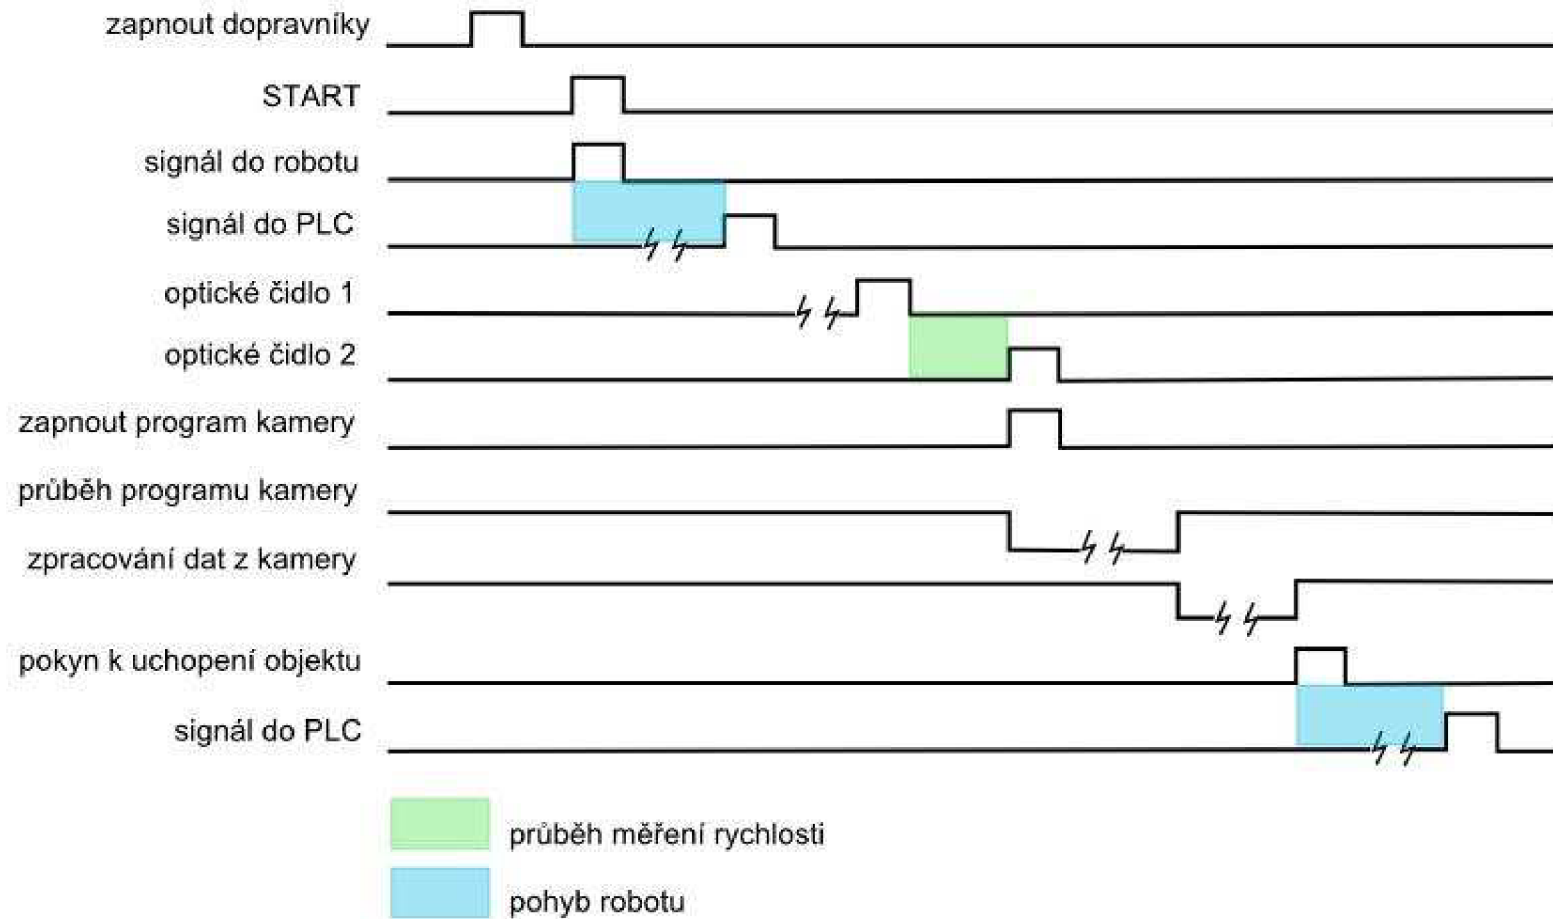 zapnout dopravníky
START
signál do robotu
signál do PLC
optické čidlo 1
optické čidlo 2
zapnout program kamery
průběh programu kamery
zpracování dat z kamery
pokyn k uchopení objektu
signál do PLC
průběh měření rychlosti
pohyb robotu